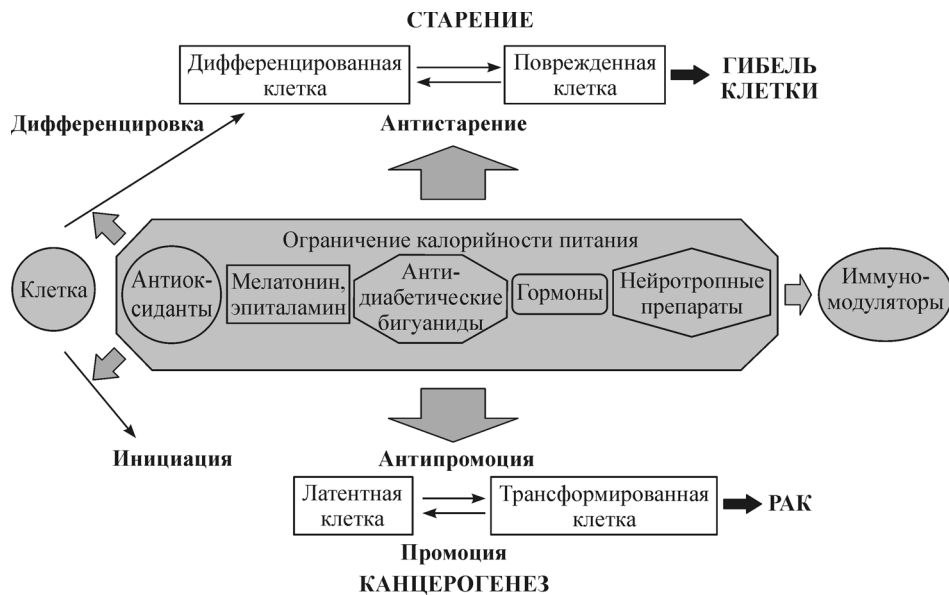 СТАРЕНИЕ
Дифференцированная
клетка
Поврежденная
клетка
ГИБЕЛЬ
КЛЕТКИ
Дифференцировка
Антистарение
Ограничение калорийности питания
Клетка
Антиок-
сиданты
Мелатонин,
эпиталамин
Анти-
диабетические
бигуаниды
Гормоны
Нейротропные
препараты
Иммуно-
модуляторы
Инициация
Антипромоция
Латентная
клетка
Трансформированная
клетка
РАК
Промоция
КАНЦЕРОГЕНЕЗ